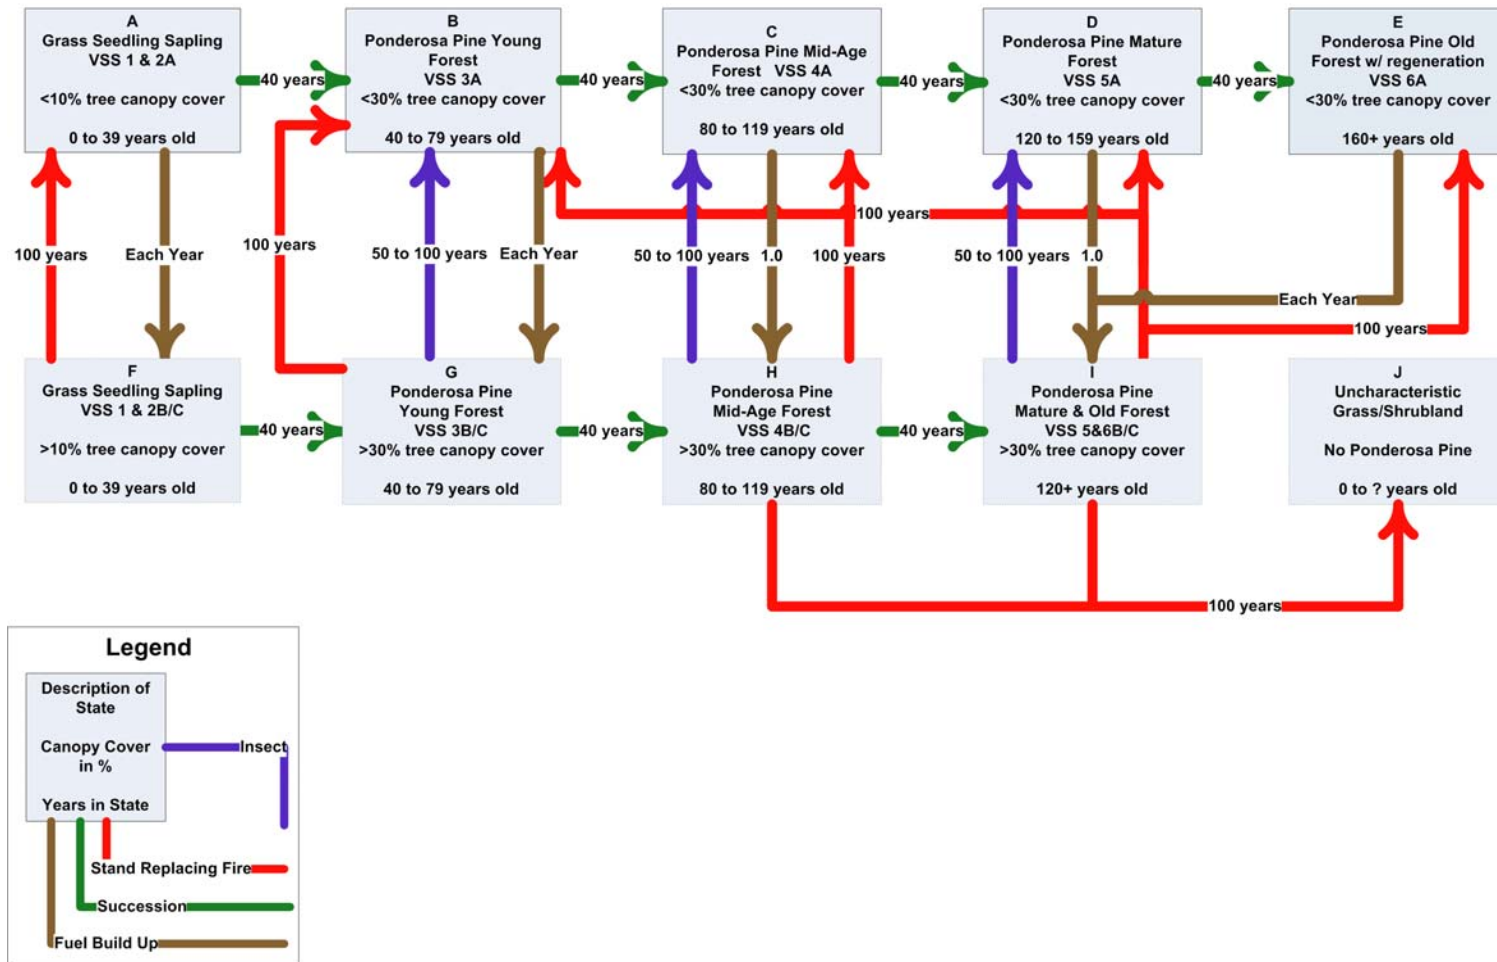 A
Grass Seedling Sapling
VSS 1 & 2A
<10% tree canopy cover
0 to 39 years old
40 years
B
Ponderosa Pine Young
Forest
VSS 3A
<30% tree canopy cover
40 to 79 years old
40 years
C
Ponderosa Pine Mid-Age
Forest VSS 4A
<30% tree canopy cover
80 to 119 years old
40 years
D
Ponderosa Pine Mature
Forest
VSS 5A
<30% tree canopy cover
120 to 159 years old
40 years
E
Ponderosa Pine Old
Forest w/ regeneration
VSS 6A
<30% tree canopy cover
160+ years old
100 years
100 years
Each Year
100 years
50 to 100 years
Each Year
50 to 100 years
1.0
100 years
50 to 100 years
1.0
Each Year
100 years
F
Grass Seedling Sapling
VSS 1 & 2B/C
>10% tree canopy cover
0 to 39 years old
40 years
G
Ponderosa Pine
Young Forest
VSS 3B/C
>30% tree canopy cover
40 to 79 years old
40 years
H
Ponderosa Pine
Mid-Age Forest
VSS 4B/C
>30% tree canopy cover
80 to 119 years old
40 years
I
Ponderosa Pine
Mature & Old Forest
VSS 5&6B/C
>30% tree canopy cover
120+ years old
J
Uncharacteristic
Grass/Shrubland
No Ponderosa Pine
0 to ? years old
100 years
Legend
Description of
State
Canopy Cover
in %
Years in State
Insect
Stand Replacing Fire
Succession
Fuel Build Up